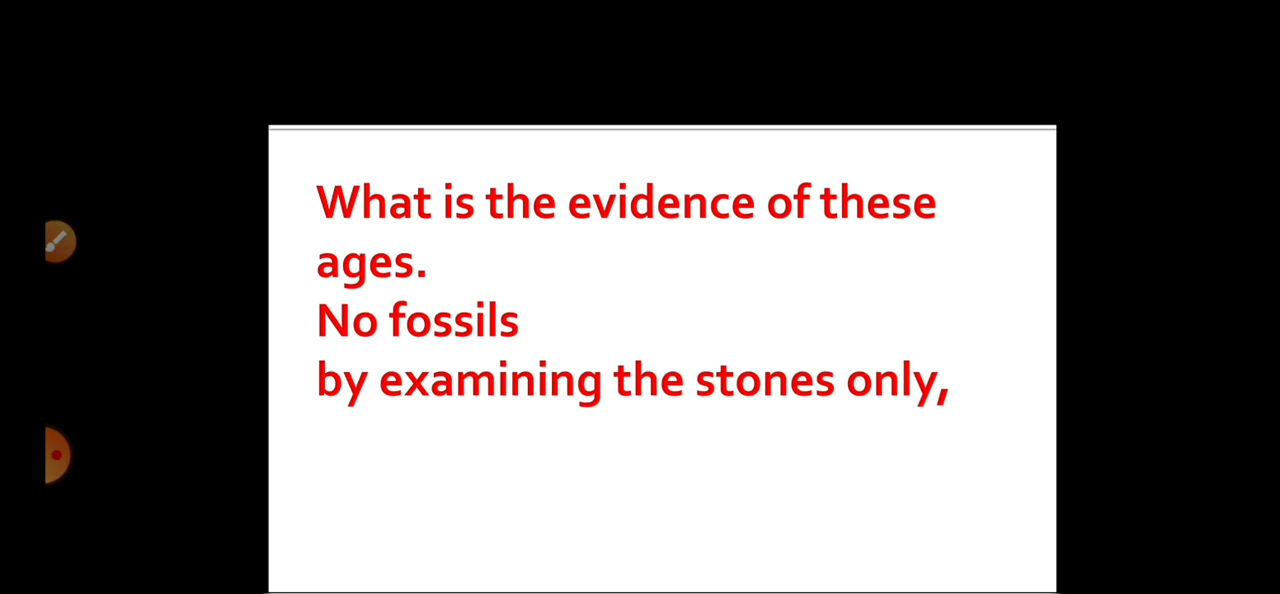 What is the evidence of these
ages.
No fossils
by examining the stones only,